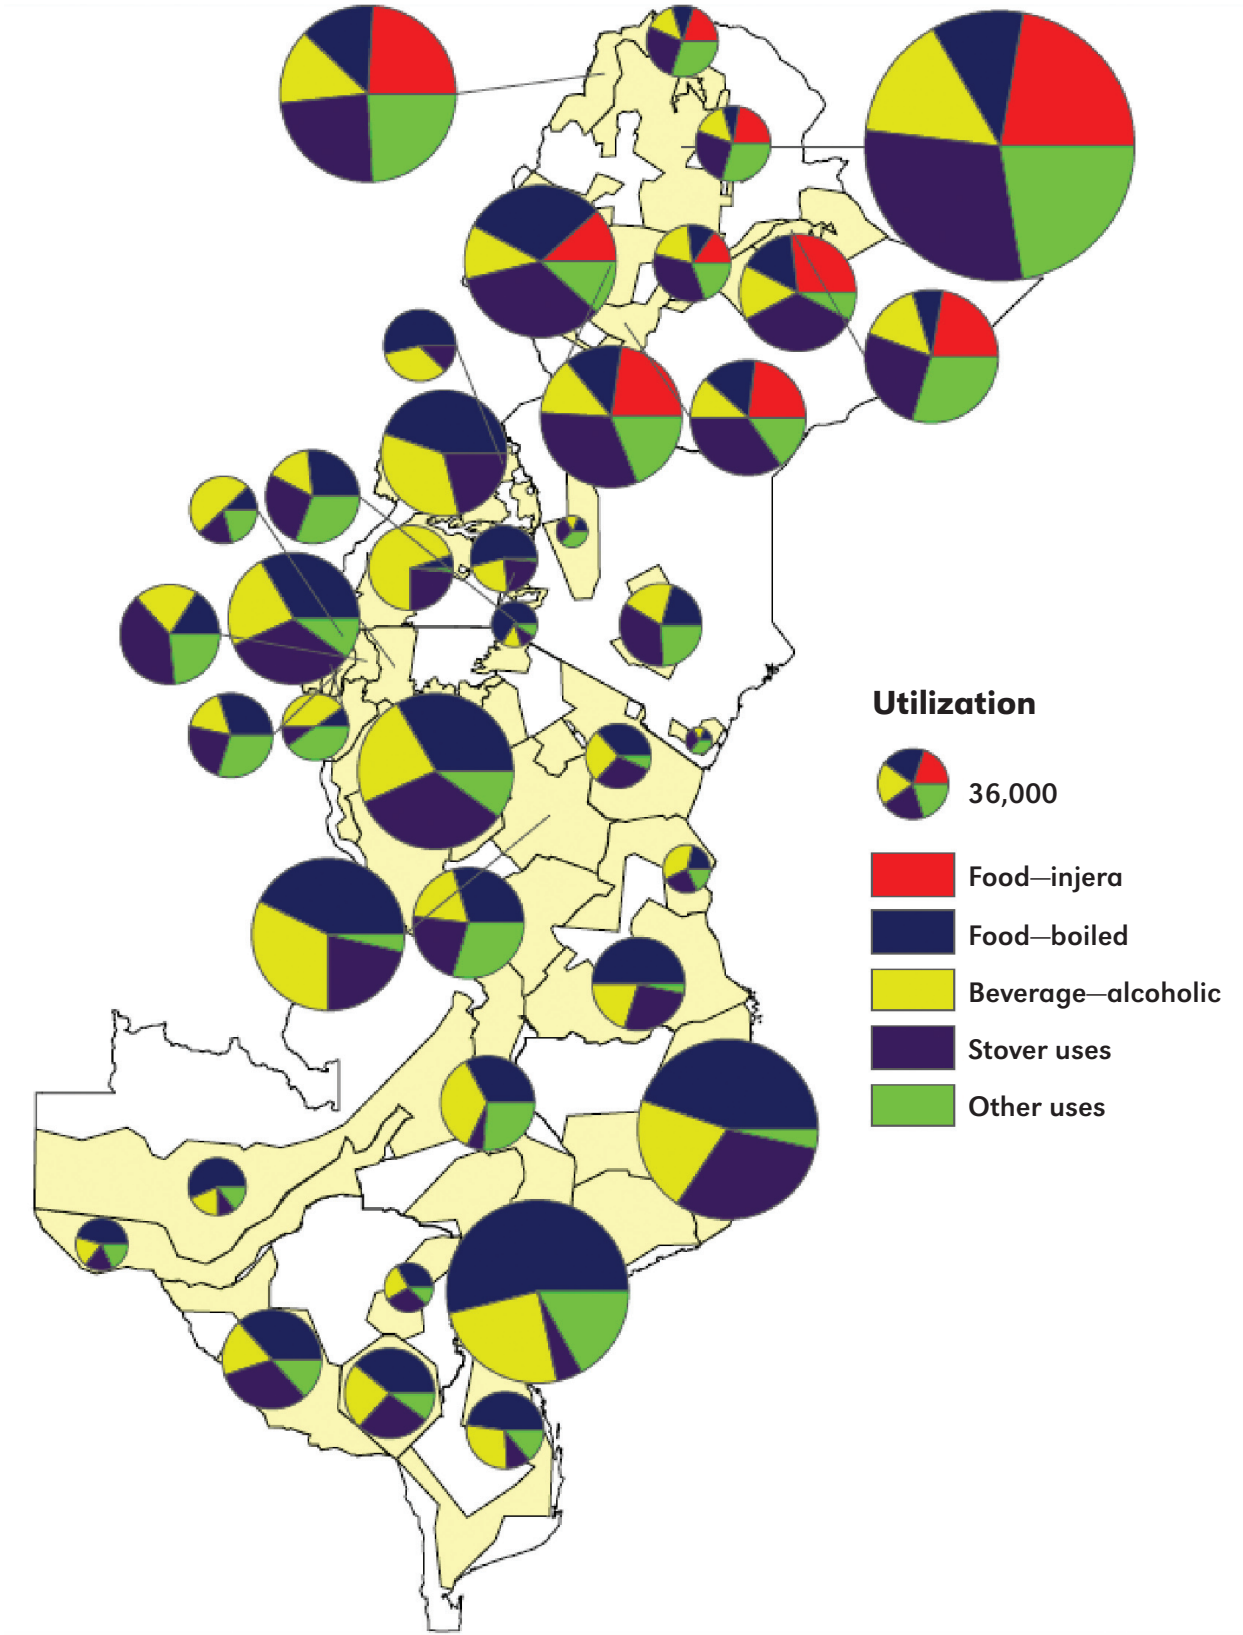 Utilization
36,000
Food—injera
Food—boiled
Beverage—alcoholic
Stover uses
Other uses